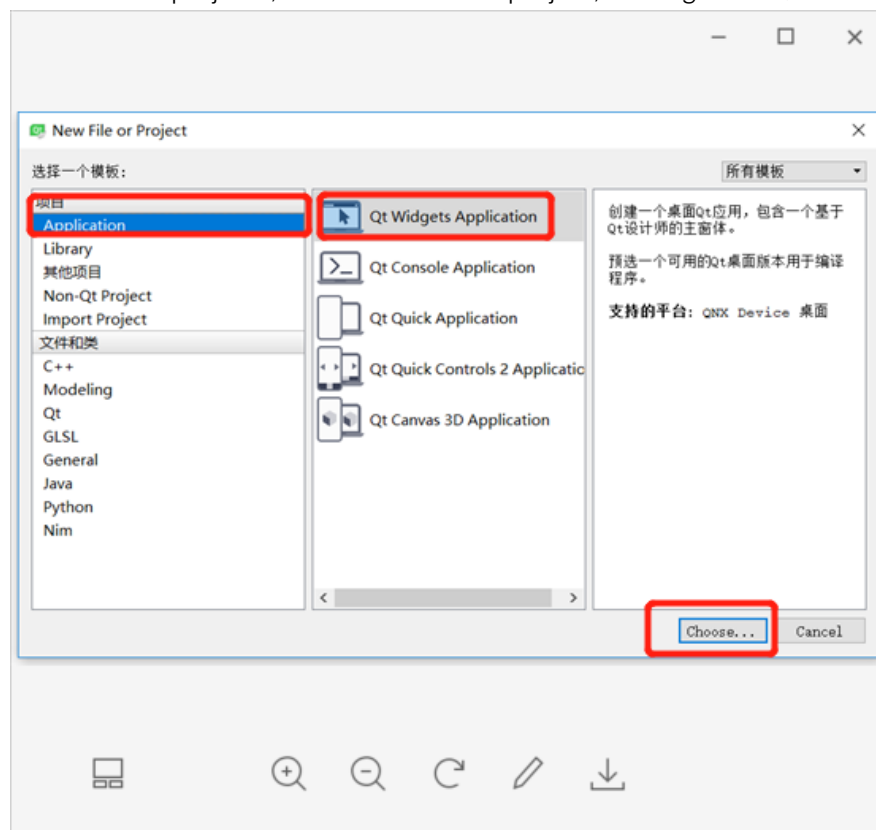 New File or Project
选择一个模板:
所有模板
项目
Application
Library
其他项目
Non-Qt Project
Import Project
文件和类
C++
Modeling
Qt
GLSL
General
Java
Python
Nim
Qt Widgets Application
Qt Console Application
Qt Quick Application
Qt Quick Controls 2 Applicatio
Qt Canvas 3D Application
创建一个桌面Qt应用，包含一个基于
Qt设计师的主窗体。
预选一个可用的Qt桌面版本用于编译
程序。
支持的平台: QNX Device 桌面
Choose...
Cancel